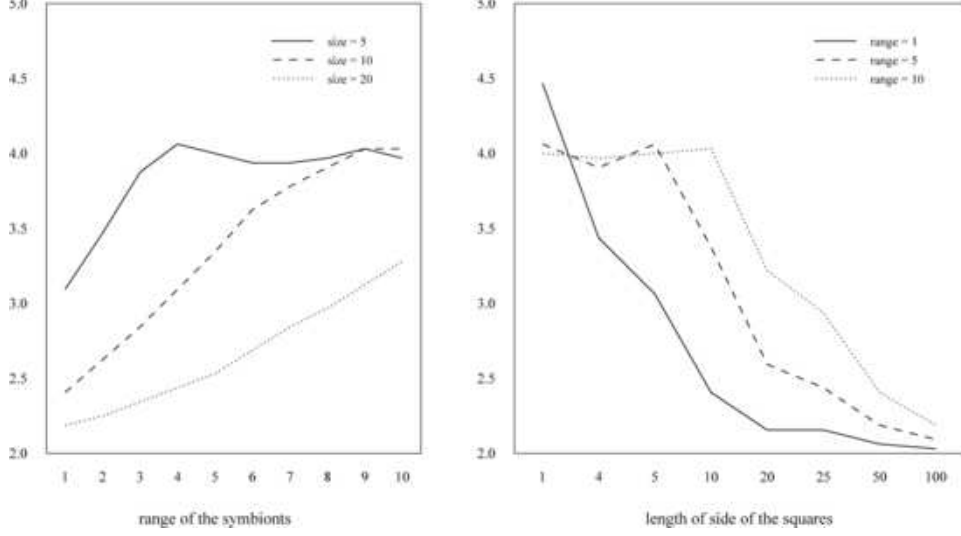 5.0
4.5
4.0
3.5
3.0
2.5
2.0
size = 5
size = 10
size = 20
1 2 3 4 5 6 7 8 9 10
range of the symbionts
5.0
4.5
4.0
3.5
3.0
2.5
2.0
range = 1
range = 5
range = 10
1 4 5 10 20 25 50 100
length of side of the squares